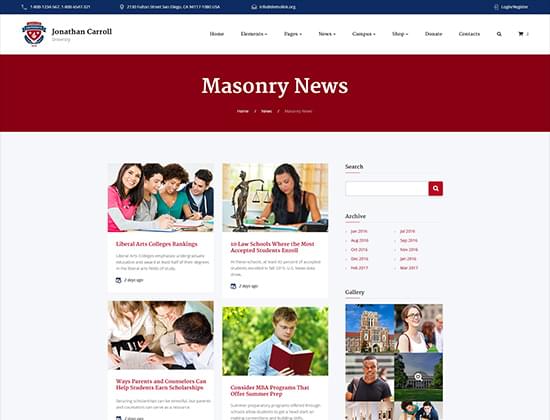 1-800-1234-567, 1-800-6547-321
2130 Fulton Street San Diego, CA 94117-1080 USA
info@demolink.org
Login/Register
Jonathan Carroll
University
Home Elements Pages News Campus Shop Donate Contacts
Masonry News
Home / News / Masonry News
Liberal Arts Colleges Rankings
Liberal Arts Colleges emphasize undergraduate
education and award at least half of their degrees
in the liberal arts fields of study.
2 days ago
10 Law Schools Where the Most
Accepted Students Enroll
At these schools, at least 83 percent of accepted
students enrolled in fall 2015, U.S. News data
show.
2 days ago
Ways Parents and Counselors Can
Help Students Earn Scholarships
Securing scholarships can be stressful, but parents
and counselors can serve as a resource
Consider MBA Programs That
Offer Summer Prep
Summer preparatory programs offered through
schools allow students to get a head start on
making connections and building skills.
Search
Archive
Jun 2016
Jul 2016
Aug 2016
Sep 2016
Oct 2016
Nov 2016
Dec 2016
Jan 2016
Feb 2017
Mar 2017
Gallery